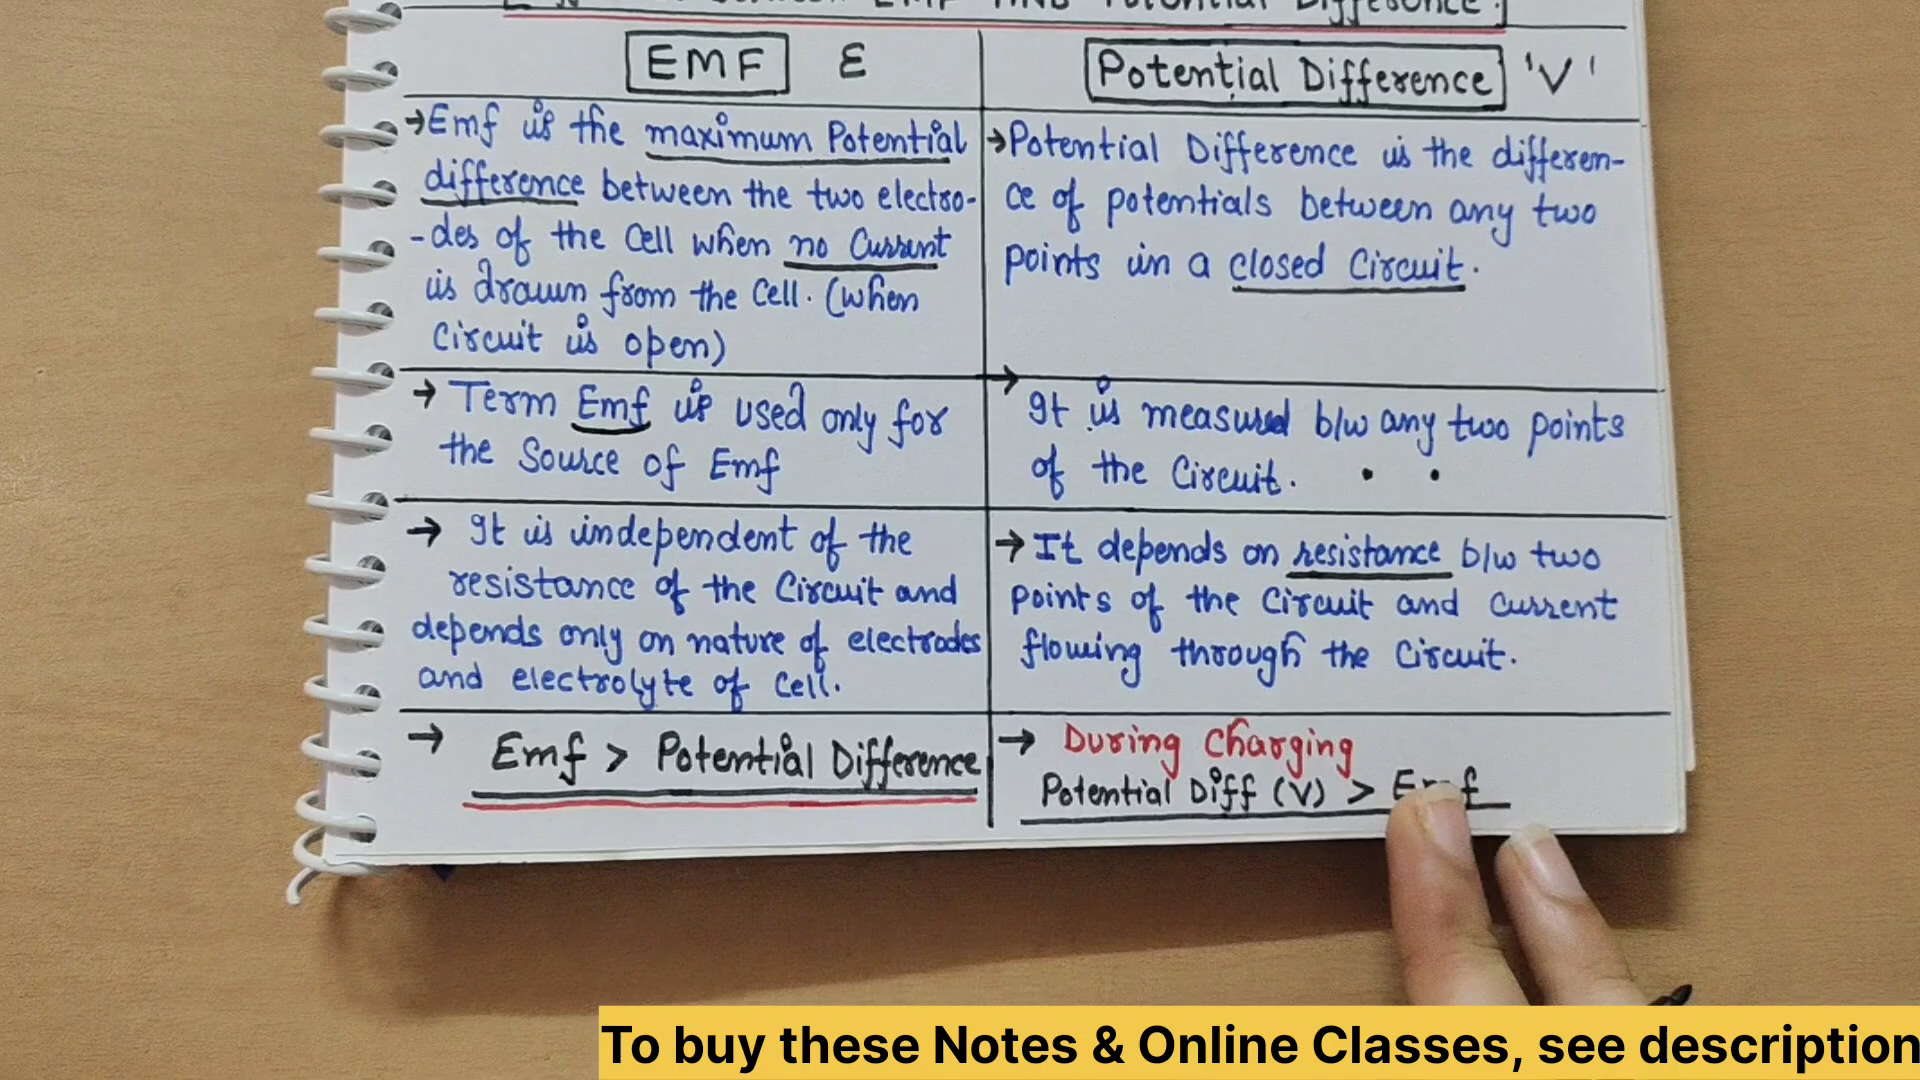 EMF ε
Potential Difference 'V'
→Emf is the maximum Potential
difference between the two electro-
-des of the Cell when no Current
is drawn from the Cell. (when
Circuit is open)
→Potential Difference is the differen-
ce of potentials between any two
points in a closed Circuit.
→ Term Emf is used only for
the Source of Emf
→ It is measured b/w any two points
of the Circuit.
→ It is independent of the
resistance of the Circuit and
depends only on nature of electrodes
and electrolyte of Cell.
→ It depends on resistance b/w two
points of the Circuit and Current
flowing through the Circuit.
→ Emf > Potential Difference
→ During Charging
Potential Diff (V) > Emf
To buy these Notes & Online Classes, see description